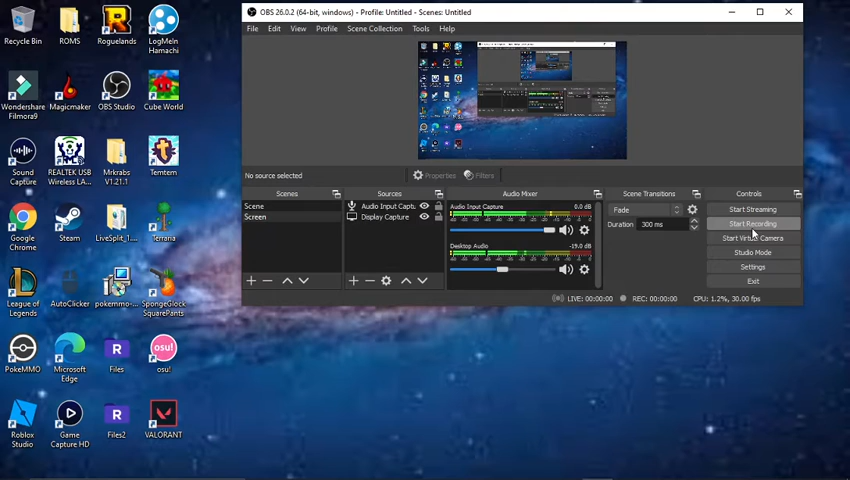 OBS 26.0.2 (64-bit, windows) - Profile: Untitled - Scenes: Untitled
File Edit View Profile Scene Collection Tools Help
No source selected
Properties Filters
Scenes
Scene
Screen
Sources
Audio Input Captu
Display Capture
Audio Mixer
Audio Input Capture 0.0 dB
Desktop Audio -19.0 dB
Scene Transitions
Fade
Duration 300 ms
Controls
Start Streaming
Start Recording
Start Virtual Camera
Studio Mode
Settings
Exit
LIVE: 00:00:00 REC: 00:00:00 CPU: 1.2%, 30.00 fps
Recycle Bin
ROMS
Roguelands
LogMeIn
Hamachi
Wondershare
Filmora9
Magicmaker
OBS Studio
Cube World
Sound
Capture
REALTEK USB
Wireless LA...
Mrkrabs
V1.21.1
Temtem
Google
Chrome
Steam
LiveSplit_1....
Terraria
League of
Legends
AutoClicker
pokemmo-...
SpongeGlock
SquarePants
PokeMMO
Microsoft
Edge
Files
osu!
Roblox
Studio
Game
Capture HD
Files2
VALORANT